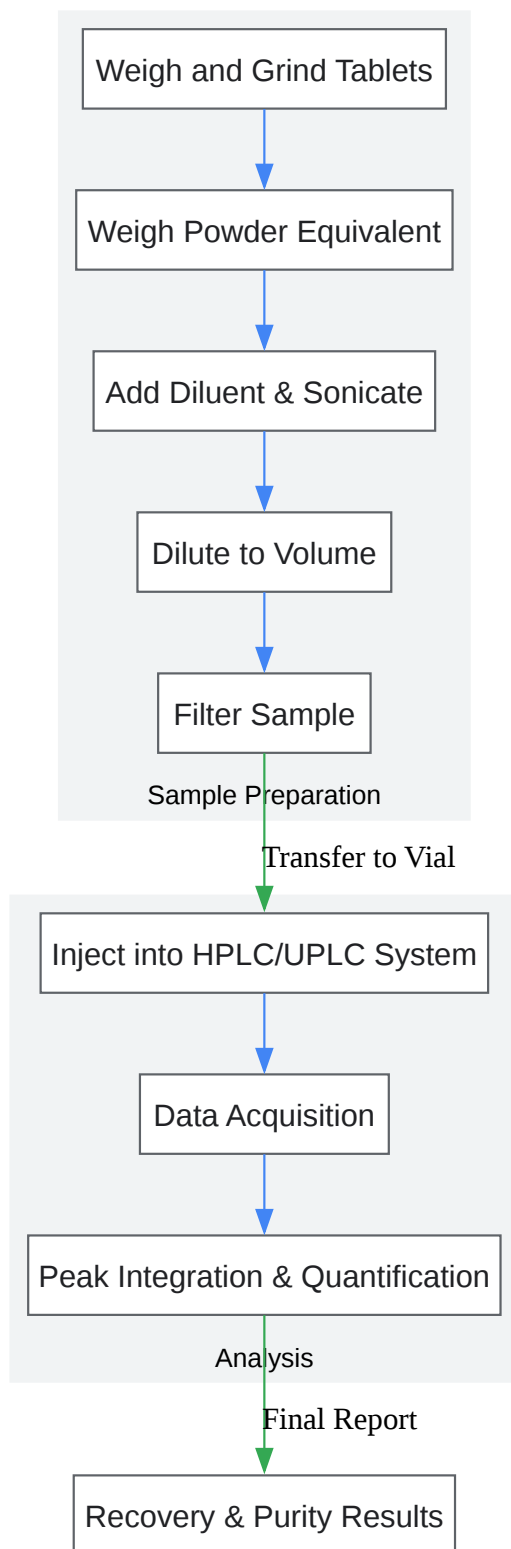 Weigh and Grind Tablets
Weigh Powder Equivalent
Add Diluent & Sonicate
Dilute to Volume
Filter Sample
Sample Preparation
Transfer to Vial
Inject into HPLC/UPLC System
Data Acquisition
Peak Integration & Quantification
Analysis
Final Report
Recovery & Purity Results